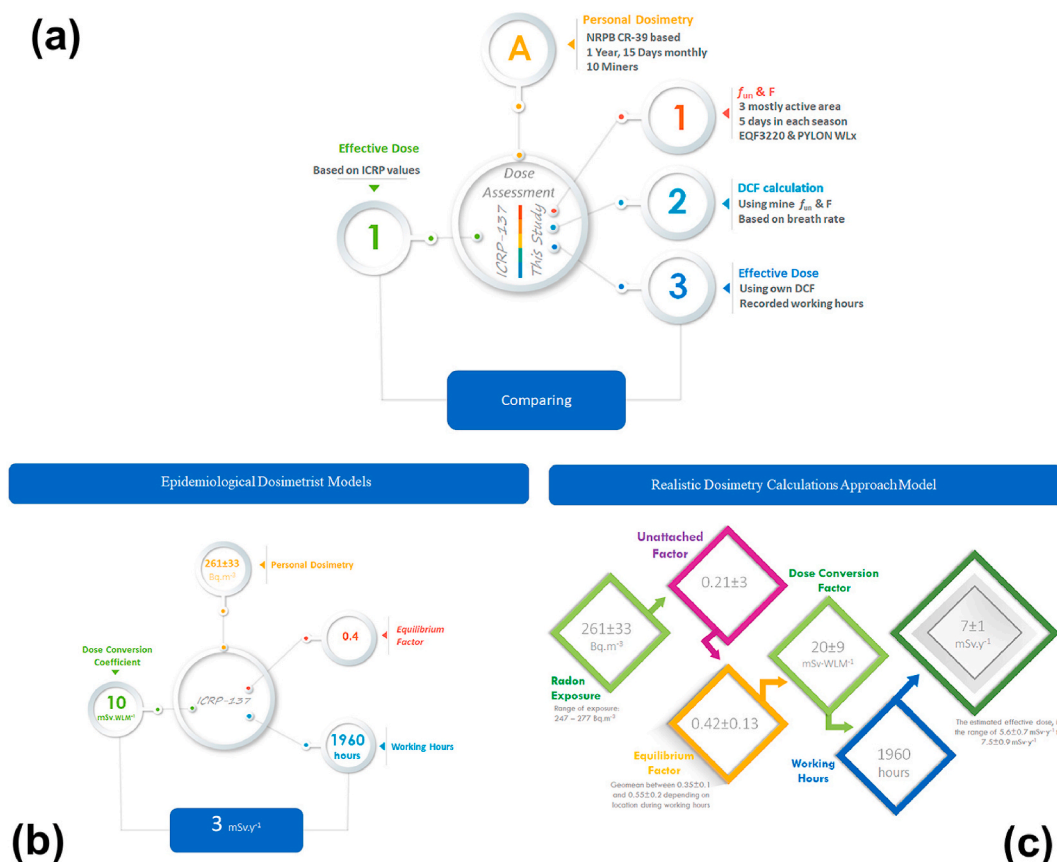 (a)
A
Personal Dosimetry
NRPB CR-39 based
1 Year, 15 Days monthly
10 Miners
1
fun & F
3 mostly active area
5 days in each season
EQF3220 & PYLON WLx
Effective Dose
Based on ICRP values
1
Dose
Assessment
ICRP-137
This Study
2
DCF calculation
Using mine fun & F
Based on breath rate
3
Effective Dose
Using own DCF
Recorded working hours
Comparing
Epidemiological Dosimetrist Models
261±33
Bq.m-3
Personal Dosimetry
0.4
Equilibrium
Factor
Dose Conversion
Coefficient
10
mSv.WLM-1
ICRP-137
1960
hours
Working Hours
3 mSv.y-1
(b)
Realistic Dosimetry Calculations Approach Model
Unattached
Factor
0.21±3
Dose Conversion
Factor
261±33
Bq.m-3
20±9
mSv-WLM-1
7±1
mSv.y-1
Radon
Exposure
Range of exposure:
247 – 277 Bq.m-3
0.42±0.13
Equilibrium
Factor
Geomean between 0.35±0.1
and 0.55±0.2 depending on
location during working hours
Working
Hours
1960
hours
The estimated effective dose,
the range of 5.6±0.7 mSv·y-1
7.5±0.9 mSv·y-1
(c)